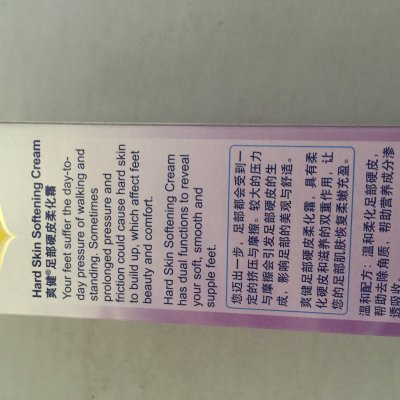 Hard Skin Softening Cream
爽健®足部硬皮柔化霜
Your feet suffer the day-to-
day pressure of walking and
standing. Sometimes
prolonged pressure and
friction could cause hard skin
to build up, which affect feet
beauty and comfort.
Hard Skin Softening Cream
has dual functions to reveal
your soft, smooth and
supple feet.
您迈出一步，足部都会受到一
定的挤压与摩擦。较大的压力
与摩擦会引发足部硬皮的生
成，影响足部的美观与舒适。
爽健足部硬皮柔化霜，具有柔
化硬皮和滋养的双重作用，让
您的足部肌肤恢复柔嫩充盈。
温和配方：温和柔化足部硬皮，
帮助去除角质，帮助营养成分渗
透吸收。